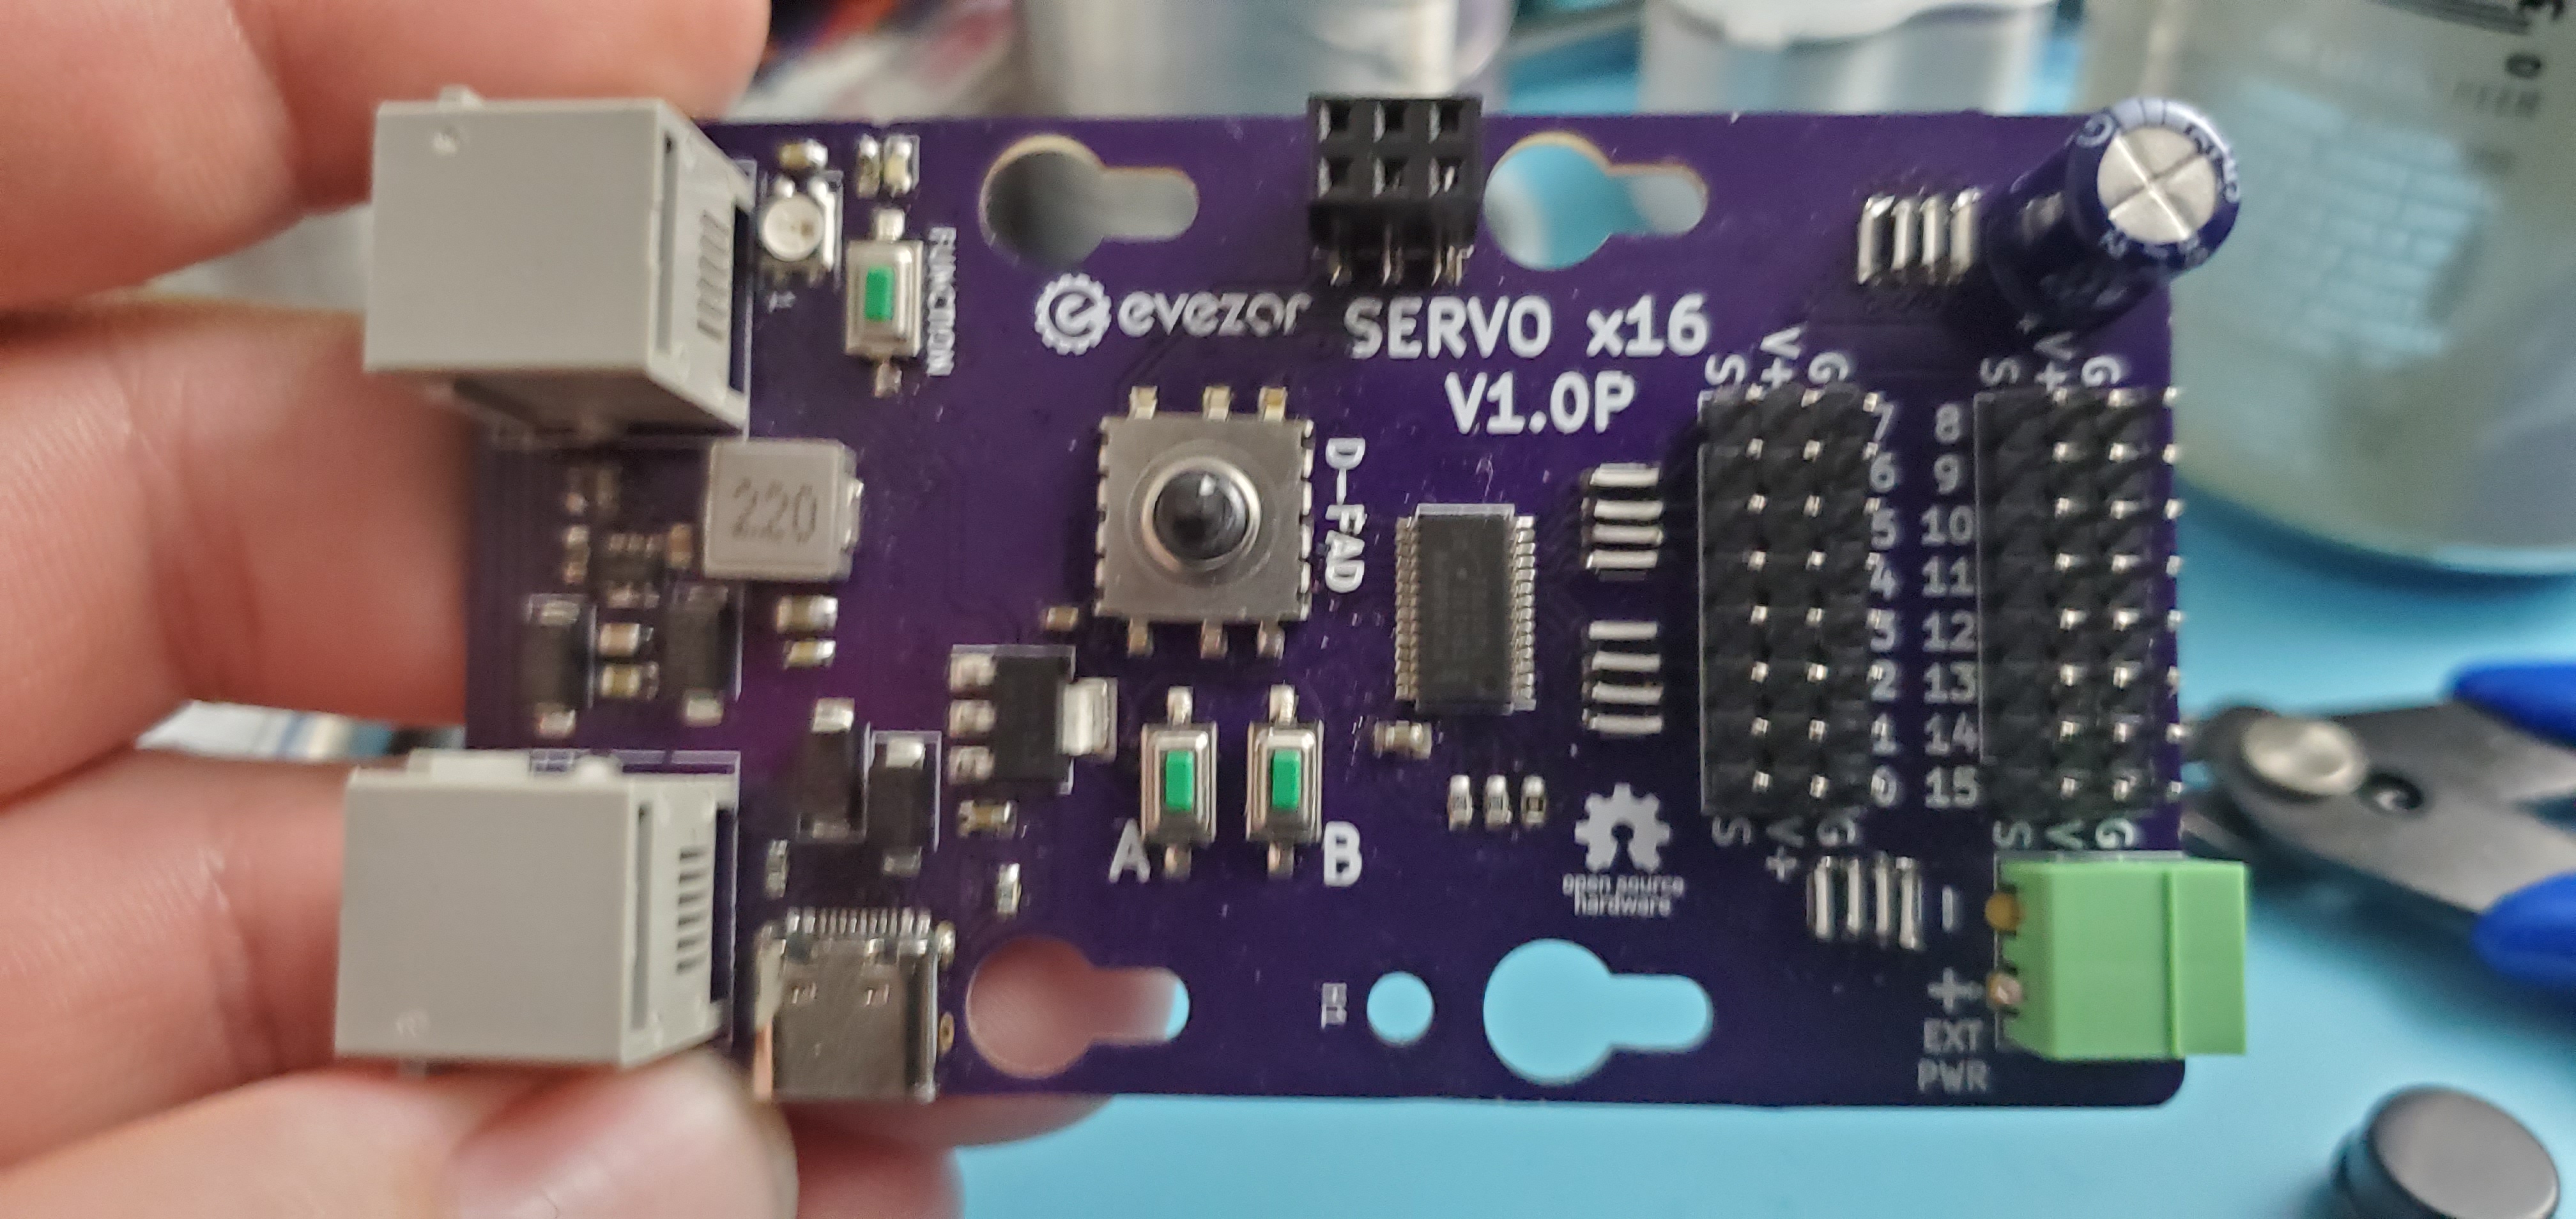 FUNCTION
evezor
SERVO x16
V1.0P
220
D-PAD
A
B
S V+ G
S V+ G
7 8
6 9
5 10
4 11
3 12
2 13
1 14
0 15
S V+ G
S V G
open source
hardware
H1
-
+
EXT
PWR